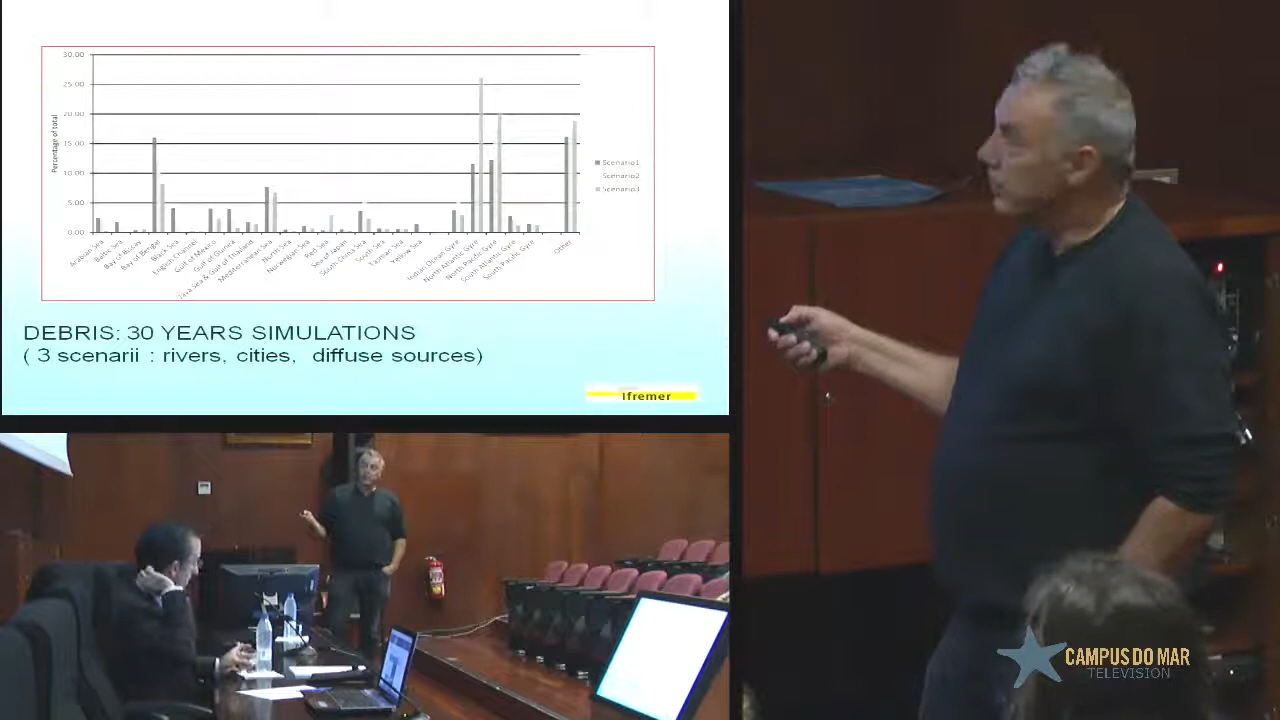 30.00
25.00
20.00
15.00
10.00
5.00
0.00
Percentage of total
Scenario1
Scenario2
Scenario3
Arabian Sea
Baltic Sea
Bay of Biscay
Bay of Bengal
Black Sea
English Channel
Gulf of Mexico
Gulf of Guinea
Java Sea & Gulf of Thailand
Mediterranean Sea
North Sea
Norwegian Sea
Red Sea
Sea of Japan
South China Sea
South Sea
Tasman Sea
Yellow Sea
Indian Ocean Gyre
North Atlantic Gyre
North Pacific Gyre
South Atlantic Gyre
South Pacific Gyre
Other
DEBRIS: 30 YEARS SIMULATIONS
( 3 scenarii : rivers, cities, diffuse sources)
Ifremer
CAMPUS DO MAR
TELEVISION